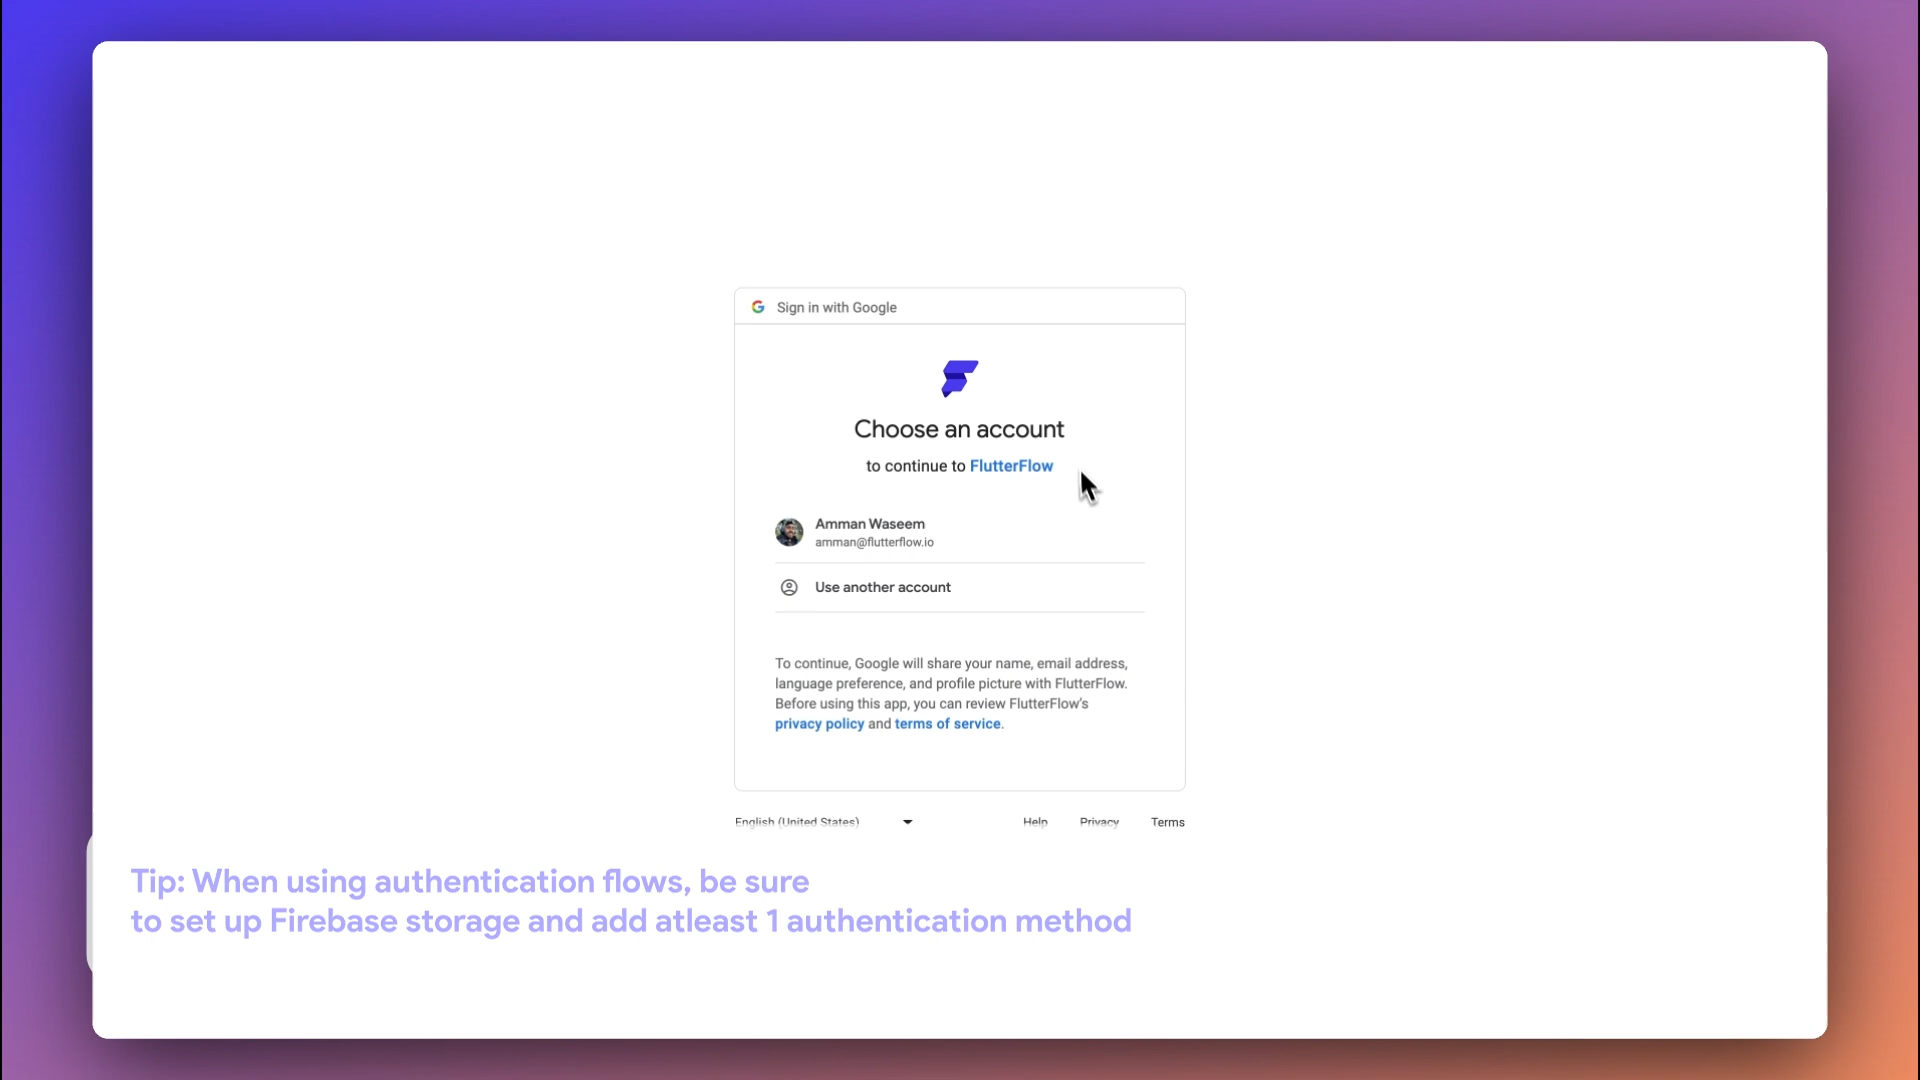 Sign in with Google
Choose an account
to continue to FlutterFlow
Amman Waseem
amman@flutterflow.io
Use another account
To continue, Google will share your name, email address,
language preference, and profile picture with FlutterFlow.
Before using this app, you can review FlutterFlow's
privacy policy and terms of service.
English (United States) Help Privacy Terms
Tip: When using authentication flows, be sure
to set up Firebase storage and add atleast 1 authentication method